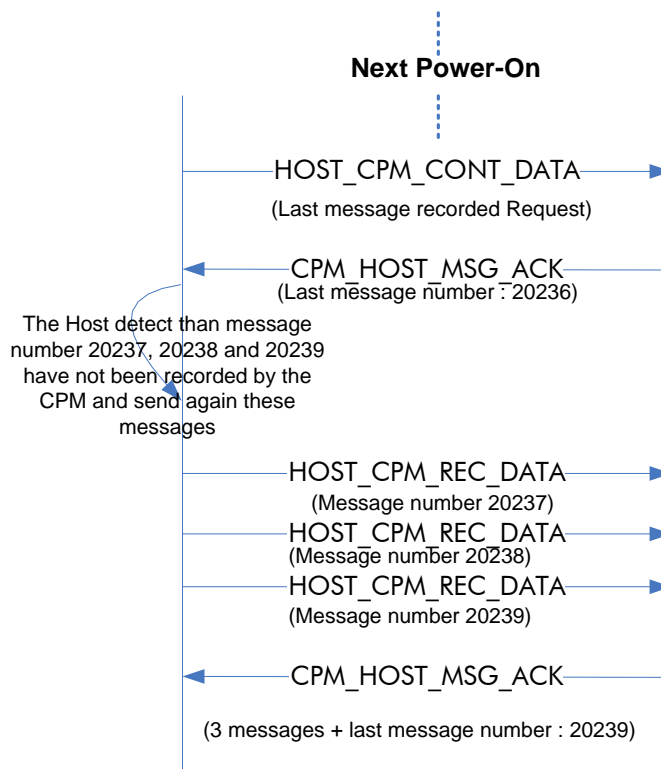 Next Power-On
HOST_CPM_CONT_DATA
(Last message recorded Request)
CPM_HOST_MSG_ACK
(Last message number : 20236)
The Host detect than message
number 20237, 20238 and 20239
have not been recorded by the
CPM and send again these
messages
HOST_CPM_REC_DATA
(Message number 20237)
HOST_CPM_REC_DATA
(Message number 20238)
HOST_CPM_REC_DATA
(Message number 20239)
CPM_HOST_MSG_ACK
(3 messages + last message number : 20239)